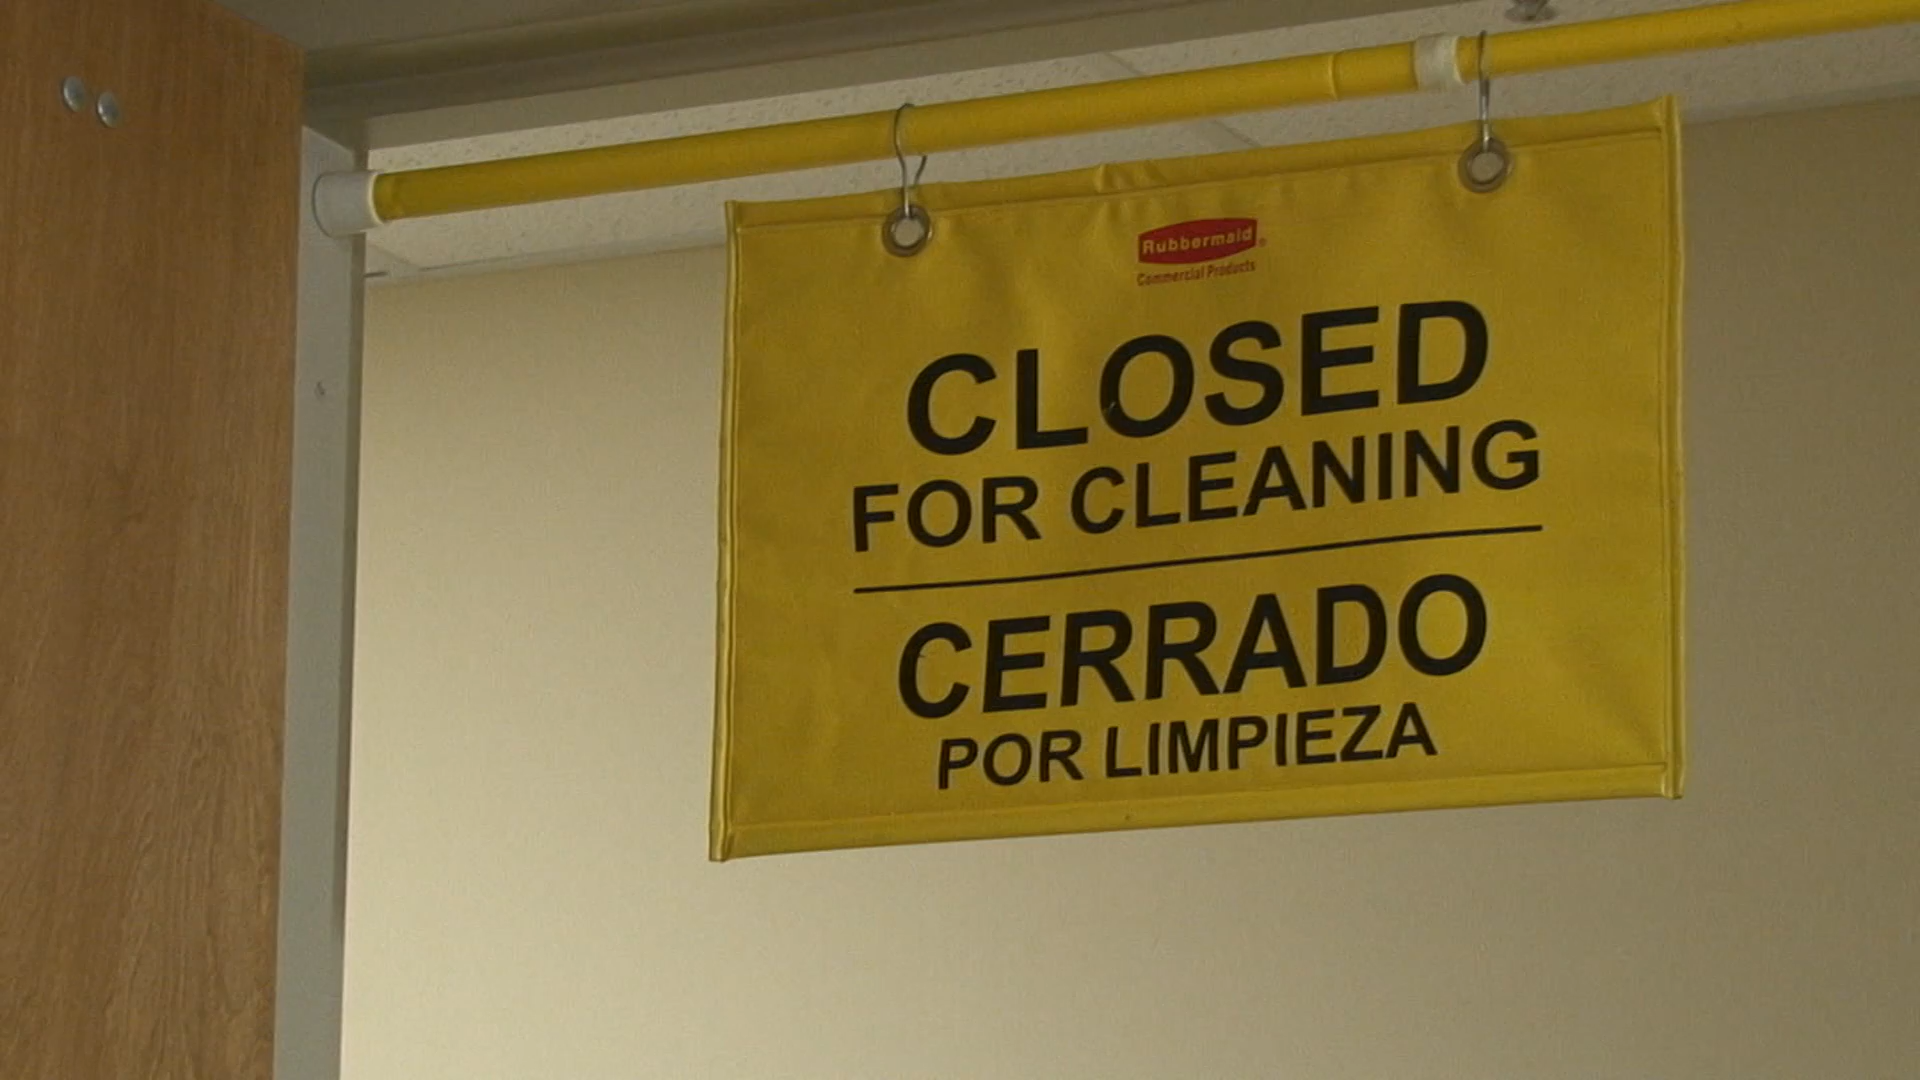 Rubbermaid®
Commercial Products
CLOSED
FOR CLEANING
CERRADO
POR LIMPIEZA